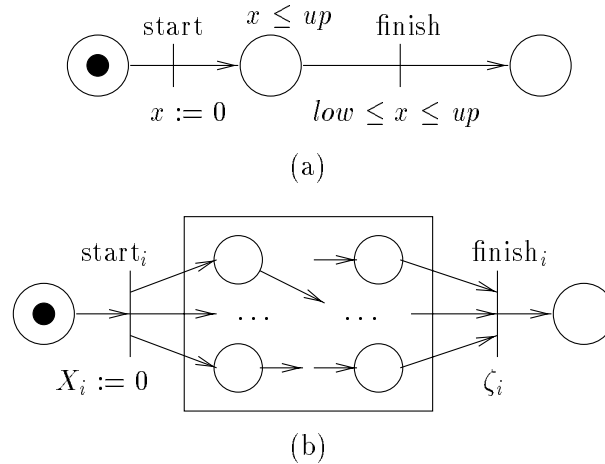 x ≤ up
start finish
x := 0 low ≤ x ≤ up
(a)
start_i finish_i
... ...
X_i := 0 ζ_i
(b)